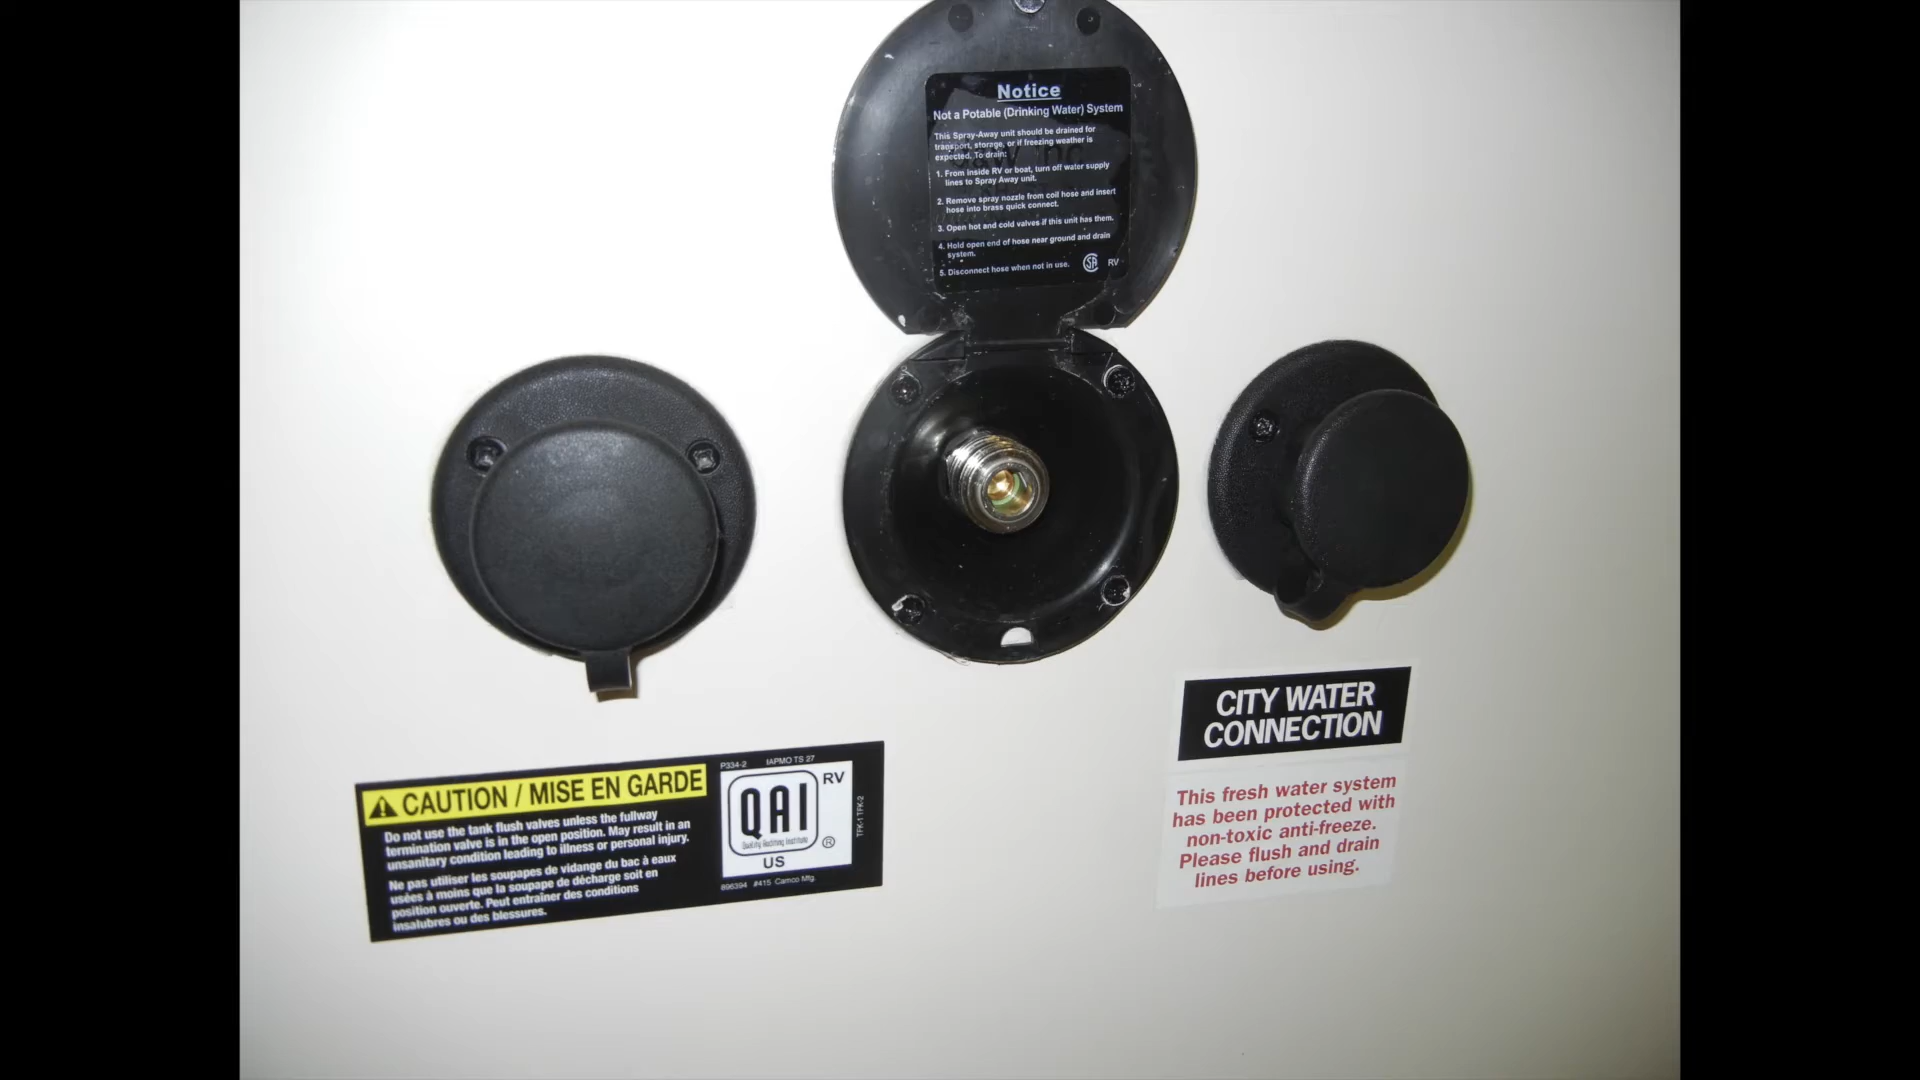 Notice
Not a Potable (Drinking Water) System
This Spray-Away unit should be drained for
transport, storage, or if freezing weather is
expected. To drain:
1. From inside RV or boat, turn off water supply
lines to Spray Away unit.
2. Remove spray nozzle from coil hose and insert
hose into brass quick connect.
3. Open hot and cold valves if this unit has them.
4. Hold open end of hose near ground and drain
system.
5. Disconnect hose when not in use.
SA RV
CITY WATER
CONNECTION
This fresh water system
has been protected with
non-toxic anti-freeze.
Please flush and drain
lines before using.
CAUTION / MISE EN GARDE
Do not use the tank flush valves unless the fullway
termination valve is in the open position. May result in an
unsanitary condition leading to illness or personal injury.
Ne pas utiliser les soupapes de vidange du bac à eaux
usées à moins que la soupape de décharge soit en
position ouverte. Peut entraîner des conditions
insalubres ou des blessures.
P334-2 IAPMO TS 27
QAI
RV
Quality Auditing Institute
®
US
TFK-1 TFK-2
896394 #415 Camco Mfg.